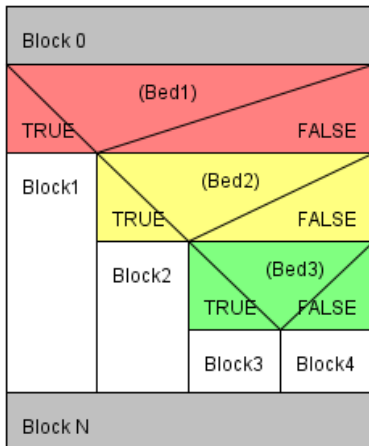 Block 0
(Bed1)
TRUE FALSE
Block1
(Bed2)
TRUE FALSE
Block2
(Bed3)
TRUE FALSE
Block3 Block4
Block N